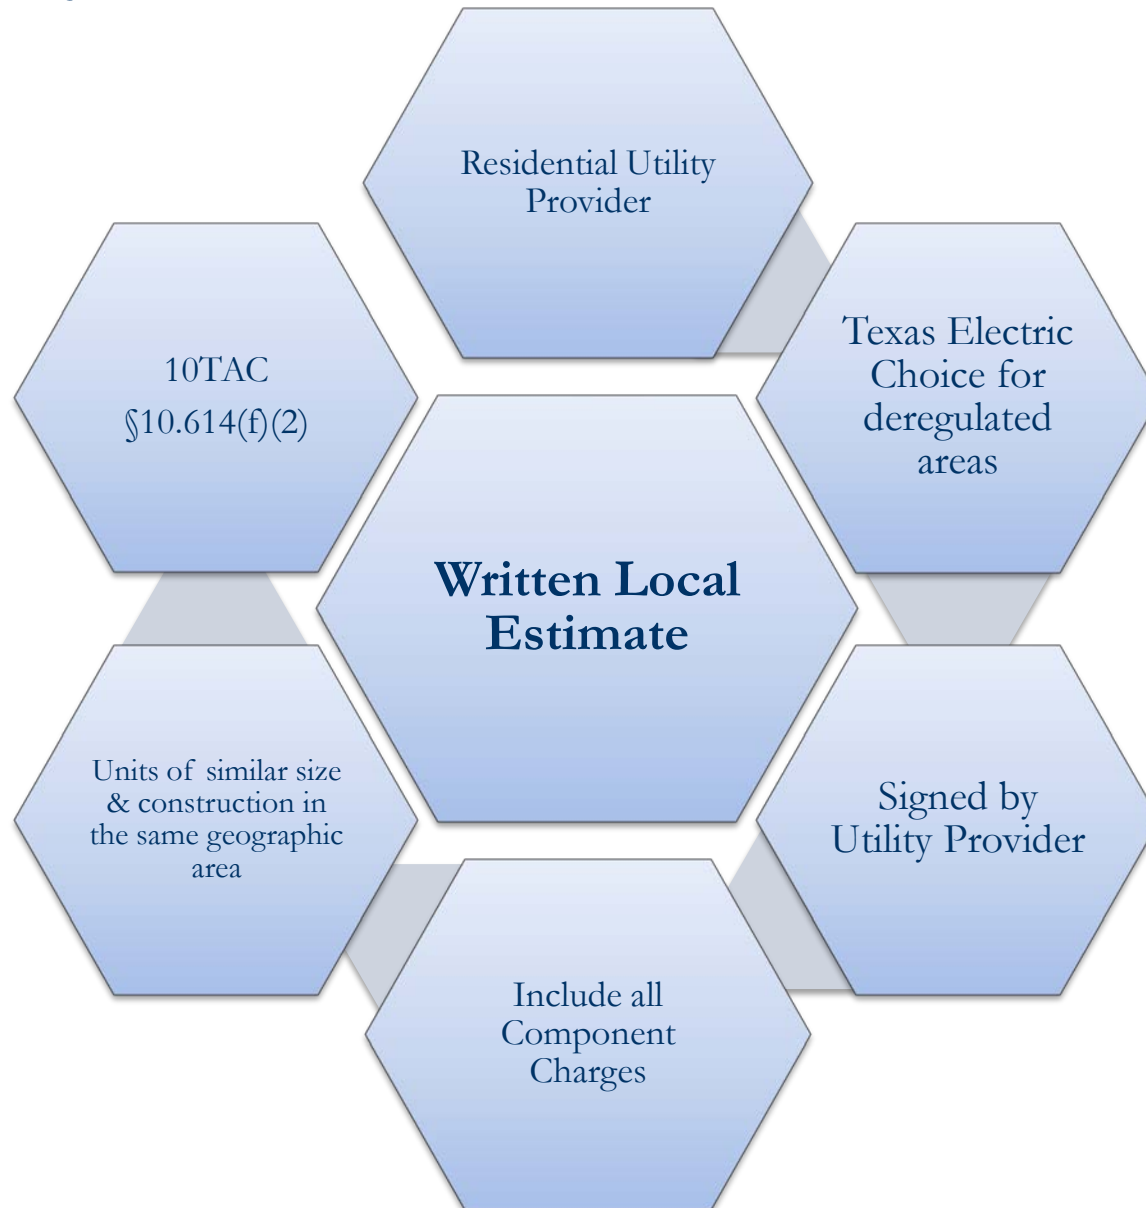 Residential Utility
Provider
Texas Electric
Choice for
deregulated
areas
10TAC
§10.614(f)(2)
Written Local
Estimate
Signed by
Utility Provider
Units of similar size
& construction in
the same geographic
area
Include all
Component
Charges